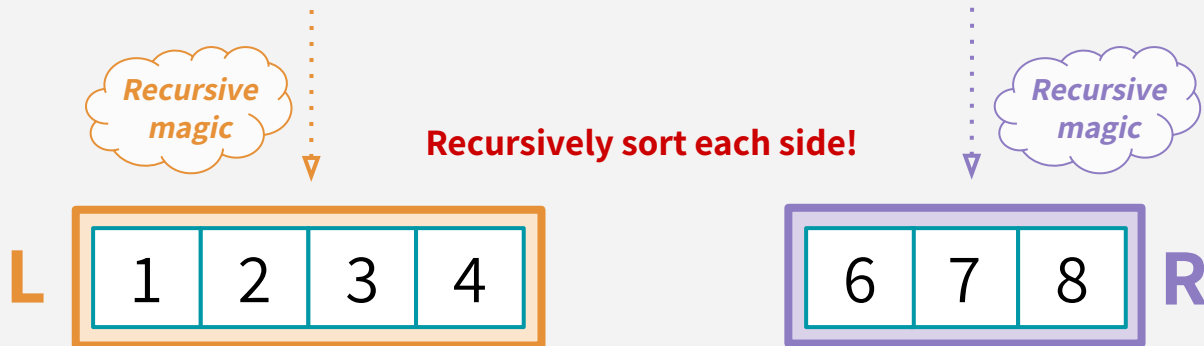 Recursive
magic
Recursively sort each side!
Recursive
magic
L 1 2 3 4
6 7 8 R